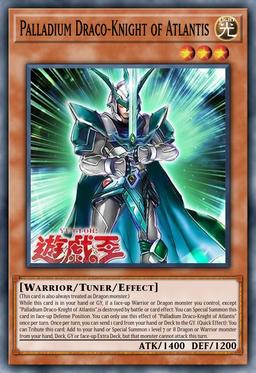 PALLADIUM DRACO-KNIGHT OF ATLANTIS
LIGHT
光
YU-GI-OH!
遊戯王
[WARRIOR/TUNER/EFFECT]
(This card is also always treated as Dragon monster.)
While this card is in your hand or GY, if a face-up Warrior or Dragon monster you control, except
"Palladium Draco-Knight of Atlantis", is destroyed by battle or card effect: You can Special Summon this
card in face-up Defense Position. You can only use this effect of "Palladium Draco-Knight of Atlantis"
once per turn. Once per turn, you can send 1 card from your hand or Deck to the GY. (Quick Effect): You
can Tribute this card; Add to your hand or Special Summon 1 level 7 or 8 Dragon or Warrior monster
from your hand, Deck, GY or face-up Extra Deck, but that monster cannot attack this turn.
ATK/1400 DEF/1200